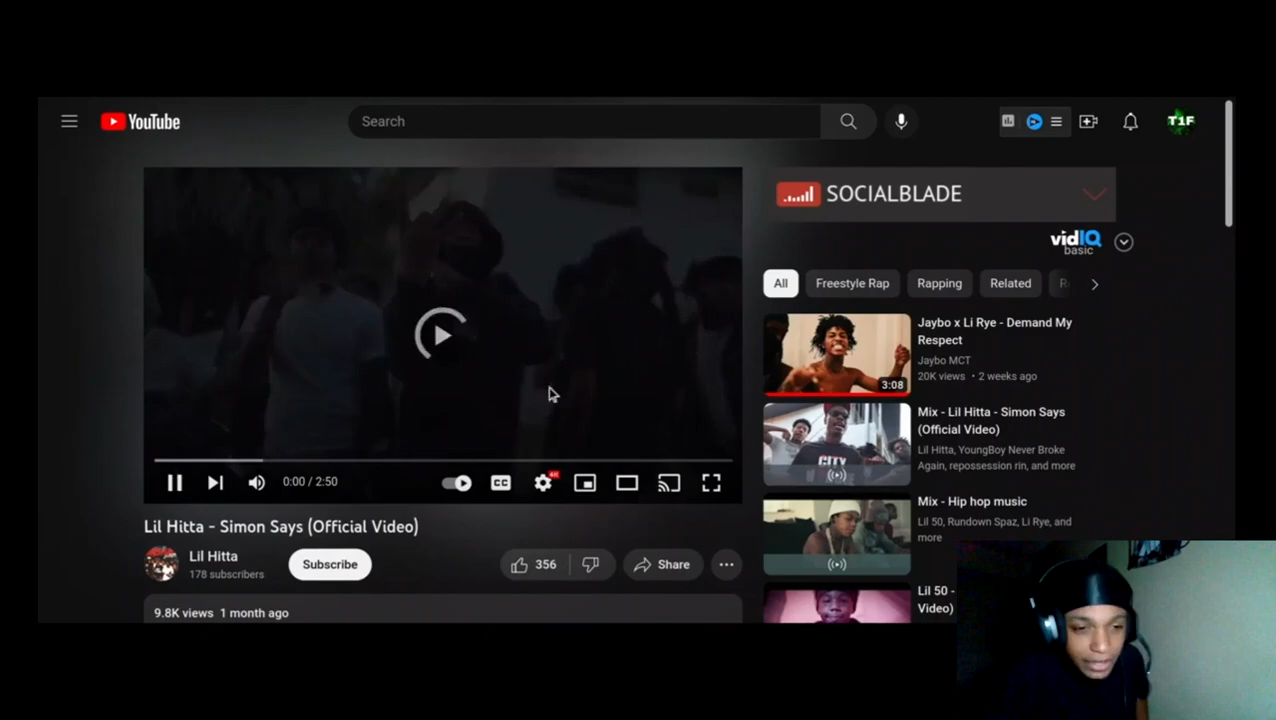 YouTube
Search
T1F
SOCIALBLADE
vidIQ
basic
All
Freestyle Rap
Rapping
Related
Jaybo x Li Rye - Demand My
Respect
Jaybo MCT
20K views • 2 weeks ago
3:08
Mix - Lil Hitta - Simon Says
(Official Video)
Lil Hitta, YoungBoy Never Broke
Again, repossession rin, and more
CITY
Mix - Hip hop music
Lil 50, Rundown Spaz, Li Rye, and
more
Lil 50 -
Video)
CC
4K
0:00 / 2:50
Lil Hitta - Simon Says (Official Video)
Lil Hitta
178 subscribers
Subscribe
356
Share
9.8K views 1 month ago